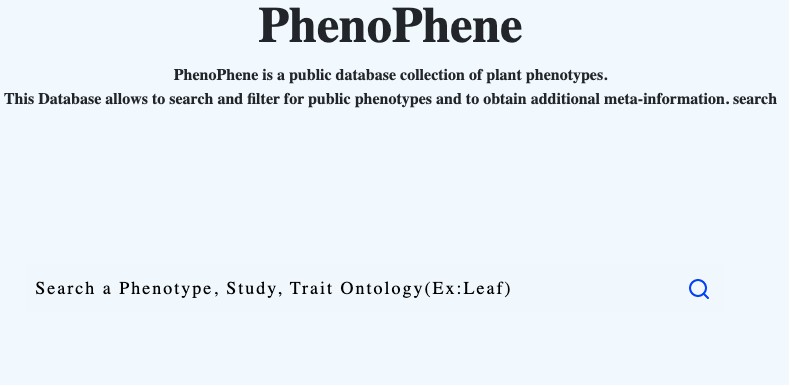 PhenoPhene
PhenoPhene is a public database collection of plant phenotypes.
This Database allows to search and filter for public phenotypes and to obtain additional meta-information. search
Search a Phenotype, Study, Trait Ontology(Ex:Leaf)